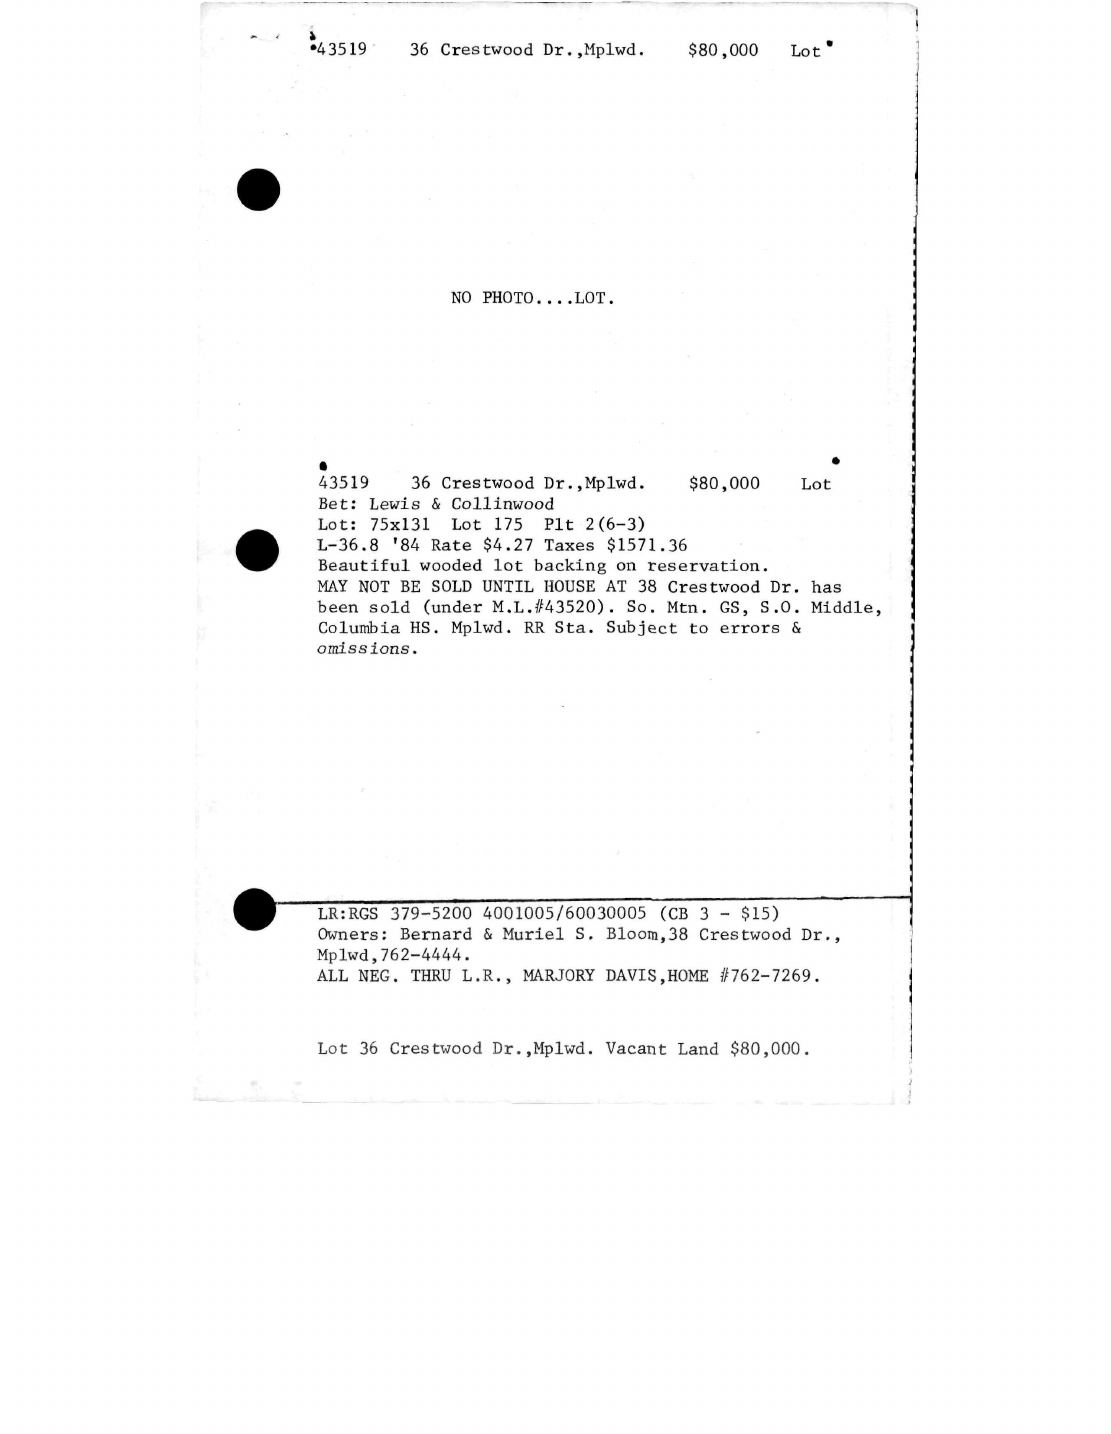 43519 36 Crestwood Dr.,Mplwd. $80,000 Lot
NO PHOTO....LOT.
43519 36 Crestwood Dr.,Mplwd. $80,000 Lot
Bet: Lewis & Collinwood
Lot: 75x131 Lot 175 Plt 2(6-3)
L-36.8 '84 Rate $4.27 Taxes $1571.36
Beautiful wooded lot backing on reservation.
MAY NOT BE SOLD UNTIL HOUSE AT 38 Crestwood Dr. has
been sold (under M.L.#43520). So. Mtn. GS, S.O. Middle,
Columbia HS. Mplwd. RR Sta. Subject to errors &
omissions.
LR:RGS 379-5200 4001005/60030005 (CB 3 - $15)
Owners: Bernard & Muriel S. Bloom,38 Crestwood Dr.,
Mplwd,762-4444.
ALL NEG. THRU L.R., MARJORY DAVIS,HOME #762-7269.
Lot 36 Crestwood Dr.,Mplwd. Vacant Land $80,000.